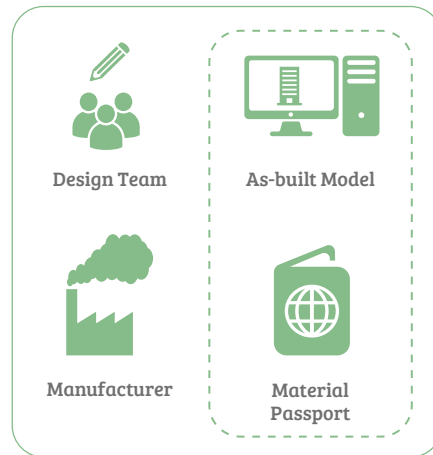 Design Team
As-built Model
Manufacturer
Material
Passport